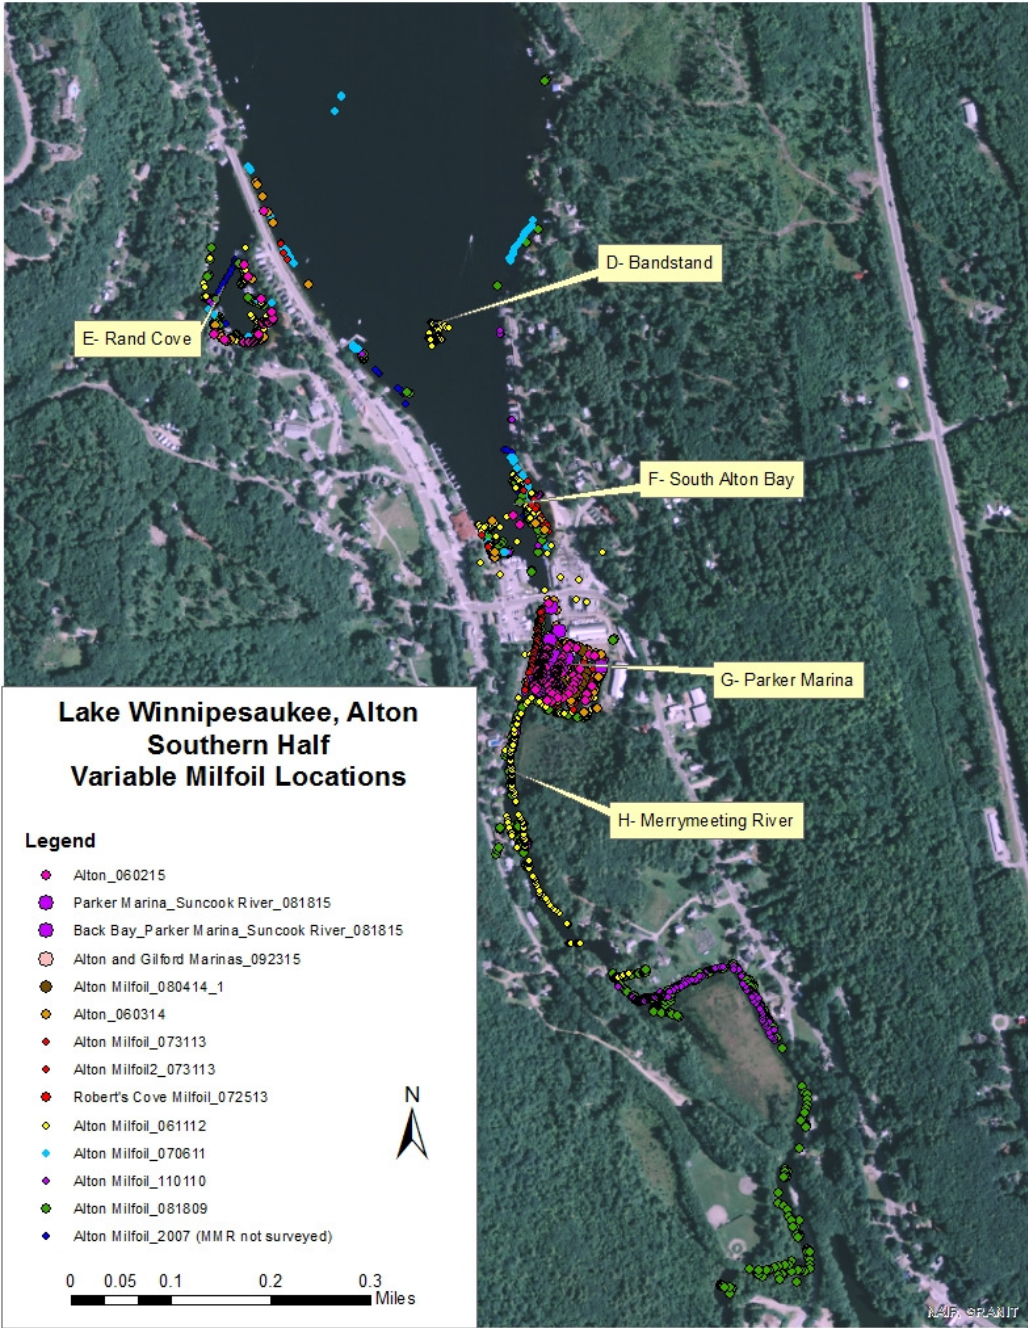 D- Bandstand
E- Rand Cove
F- South Alton Bay
G- Parker Marina
H- Merrymeeting River
Lake Winnipesaukee, Alton
Southern Half
Variable Milfoil Locations
Legend
Alton_060215
Parker Marina_Suncook River_081815
Back Bay_Parker Marina_Suncook River_081815
Alton and Gilford Marinas_092315
Alton Milfoil_080414_1
Alton_060314
Alton Milfoil_073113
Alton Milfoil2_073113
Robert's Cove Milfoil_072513
Alton Milfoil_061112
Alton Milfoil_070611
Alton Milfoil_110110
Alton Milfoil_081809
Alton Milfoil_2007 (MMR not surveyed)
N
0 0.05 0.1 0.2 0.3
Miles
NAIP, GRANIT